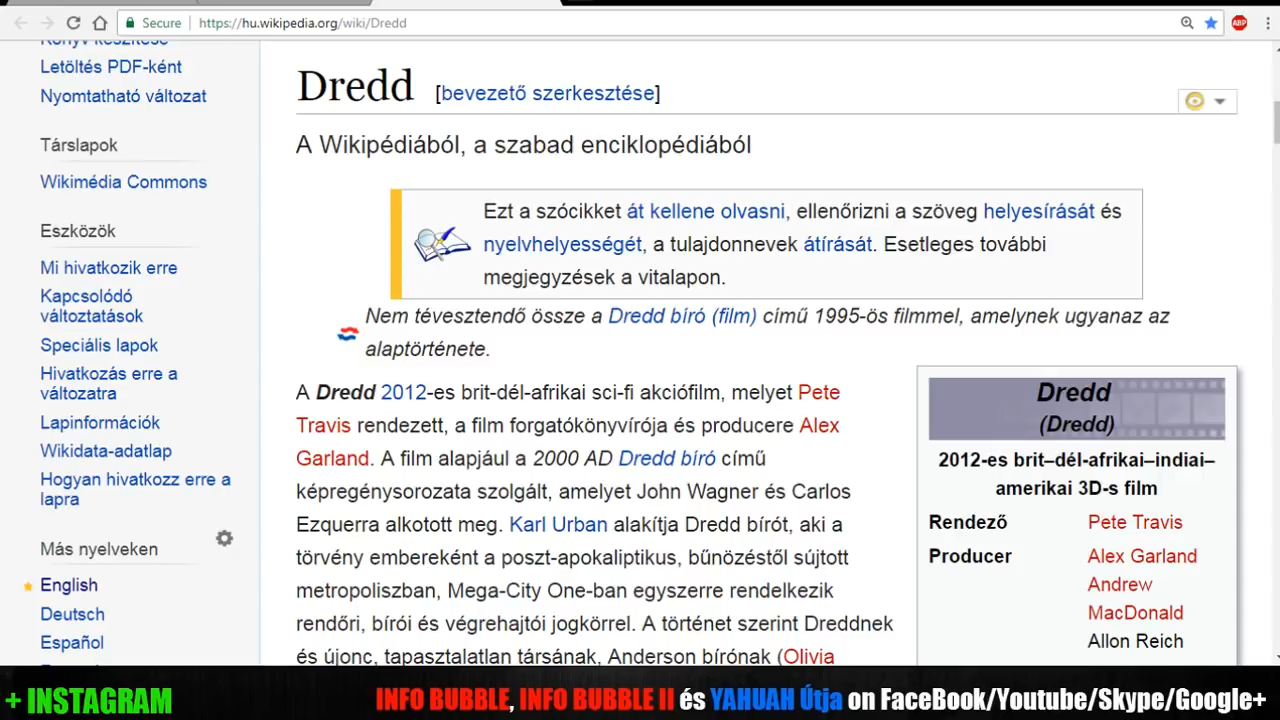 Secure https://hu.wikipedia.org/wiki/Dredd
ABP
Könyv készítése
Letöltés PDF-ként
Nyomtatható változat
Társlapok
Wikimédia Commons
Eszközök
Mi hivatkozik erre
Kapcsolódó
változtatások
Speciális lapok
Hivatkozás erre a
változatra
Lapinformációk
Wikidata-adatlap
Hogyan hivatkozz erre a
lapra
Más nyelveken
English
Deutsch
Español
Dredd [bevezető szerkesztése]
A Wikipédiából, a szabad enciklopédiából
Ezt a szócikket át kellene olvasni, ellenőrizni a szöveg helyesírását és
nyelvhelyességét, a tulajdonnevek átírását. Esetleges további
megjegyzések a vitalapon.
Nem tévesztendő össze a Dredd bíró (film) című 1995-ös filmmel, amelynek ugyanaz az
alaptörténete.
A Dredd 2012-es brit-dél-afrikai sci-fi akciófilm, melyet Pete
Travis rendezett, a film forgatókönyvírója és producere Alex
Garland. A film alapjául a 2000 AD Dredd bíró című
képregénysorozata szolgált, amelyet John Wagner és Carlos
Ezquerra alkotott meg. Karl Urban alakítja Dredd bírót, aki a
törvény embereként a poszt-apokaliptikus, bűnözéstől sújtott
metropoliszban, Mega-City One-ban egyszerre rendelkezik
rendőri, bírói és végrehajtói jogkörrel. A történet szerint Dreddnek
és újonc, tapasztalatlan társának, Anderson bírónak (Olivia
Dredd
(Dredd)
2012-es brit–dél-afrikai–indiai–
amerikai 3D-s film
Rendező Pete Travis
Producer Alex Garland
Andrew
MacDonald
Allon Reich
+ INSTAGRAM INFO BUBBLE, INFO BUBBLE II és YAHUAH Útja on FaceBook/Youtube/Skype/Google+